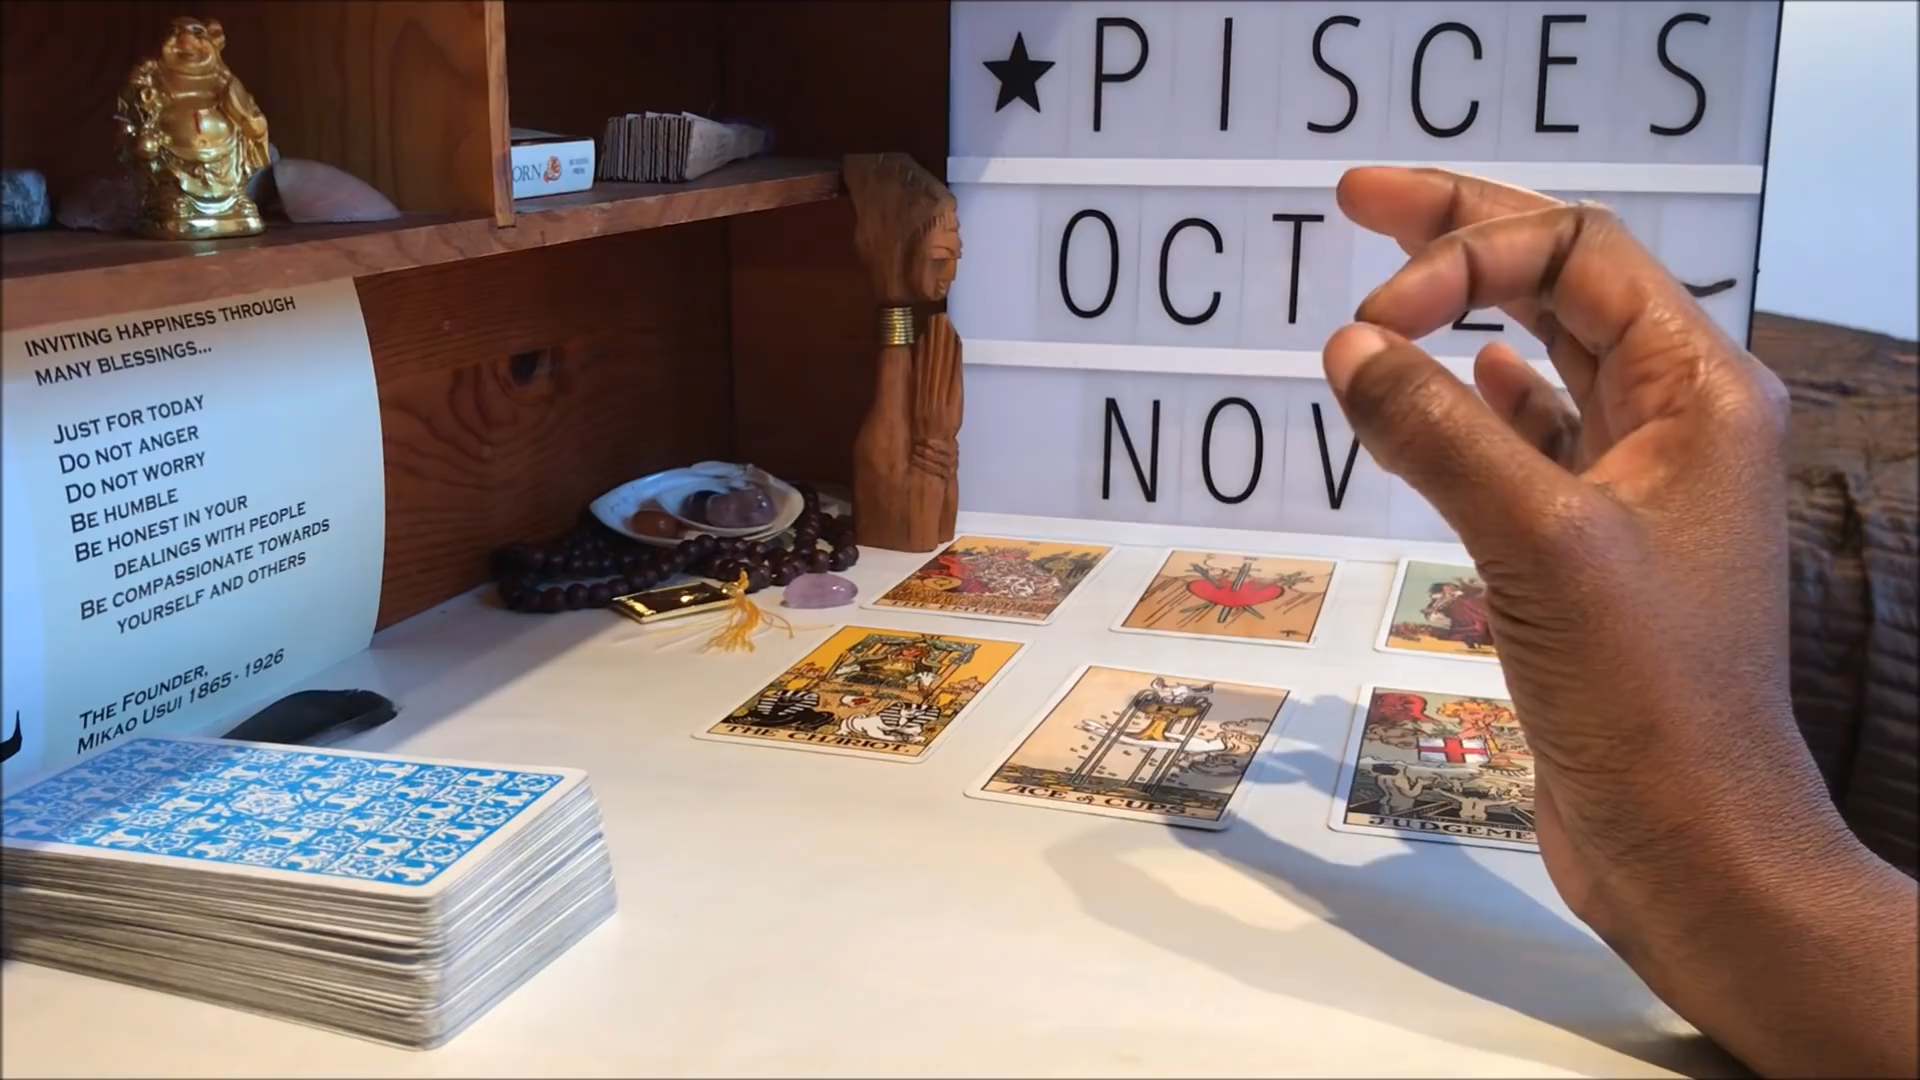 ★ PISCES
OCT
NOV
ORN
INVITING HAPPINESS THROUGH
MANY BLESSINGS...
JUST FOR TODAY
DO NOT ANGER
DO NOT WORRY
BE HUMBLE
BE HONEST IN YOUR
DEALINGS WITH PEOPLE
BE COMPASSIONATE TOWARDS
YOURSELF AND OTHERS
THE FOUNDER,
MIKAO USUI 1865 - 1926
THE CHARIOT.
ACE of CUPS.
JUDGEME